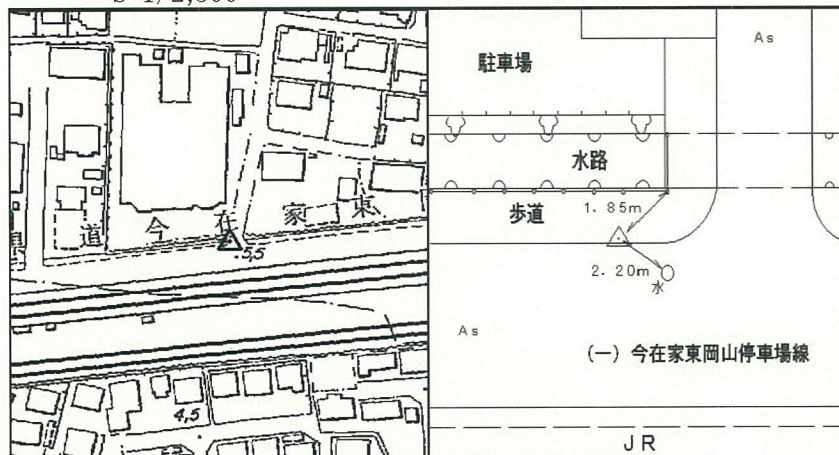 S 1/2,500
県道今在家東
5,5
4,5
As
駐車場
水路
1.85m
歩道
2.20m
水
As
(一) 今在家東岡山停車場線
JR